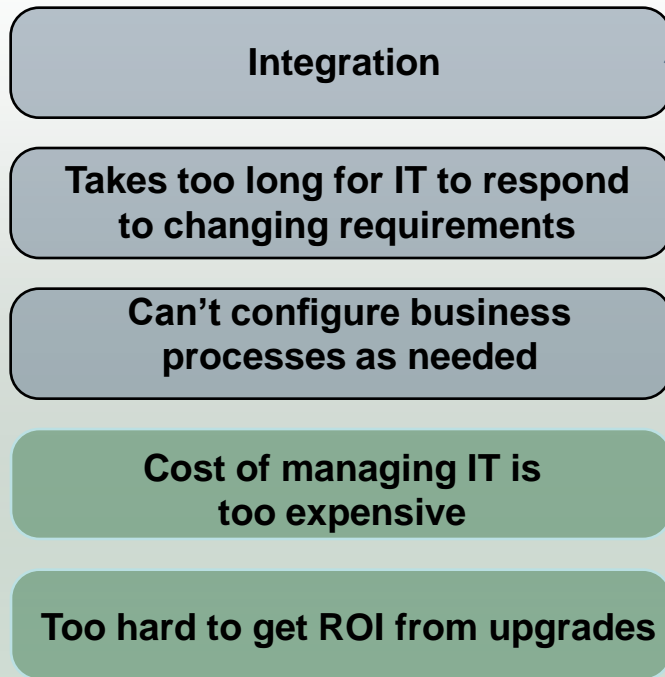 Integration
Takes too long for IT to respond
to changing requirements
Can’t configure business
processes as needed
Cost of managing IT is
too expensive
Too hard to get ROI from upgrades